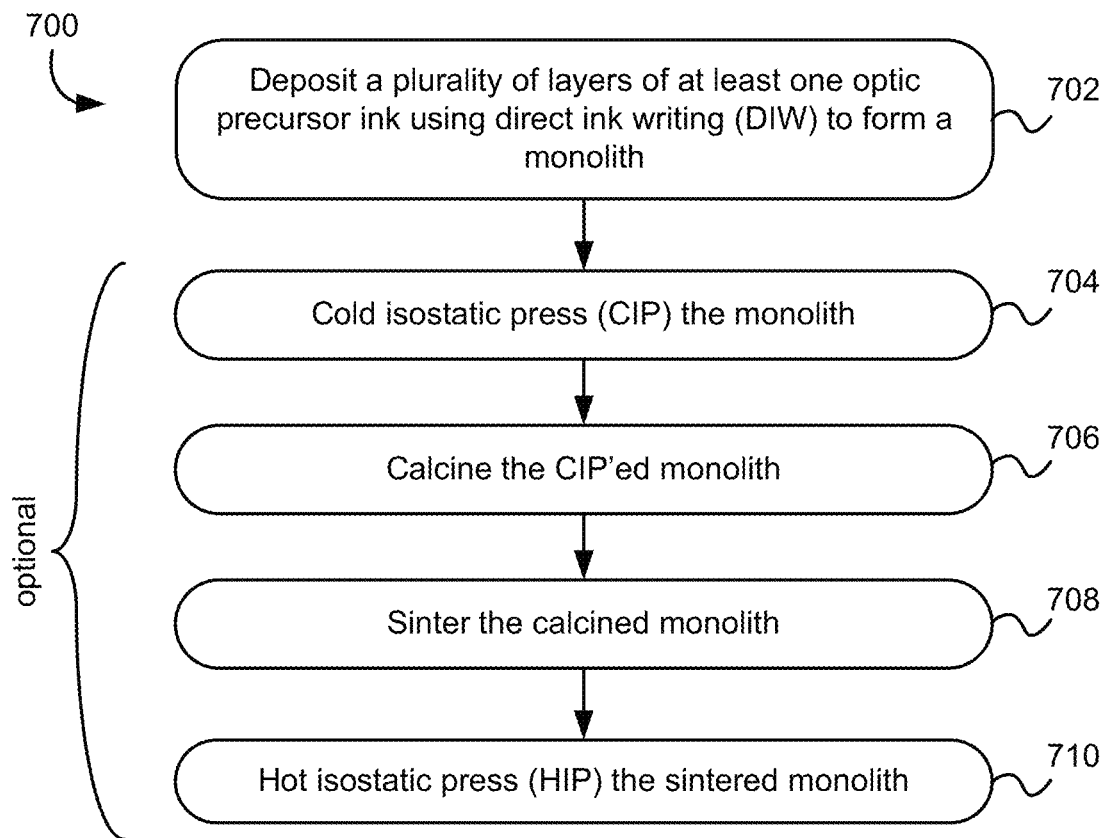 700
Deposit a plurality of layers of at least one optic
precursor ink using direct ink writing (DIW) to form a
monolith
702
Cold isostatic press (CIP) the monolith
704
Calcine the CIP'ed monolith
706
optional
Sinter the calcined monolith
708
Hot isostatic press (HIP) the sintered monolith
710